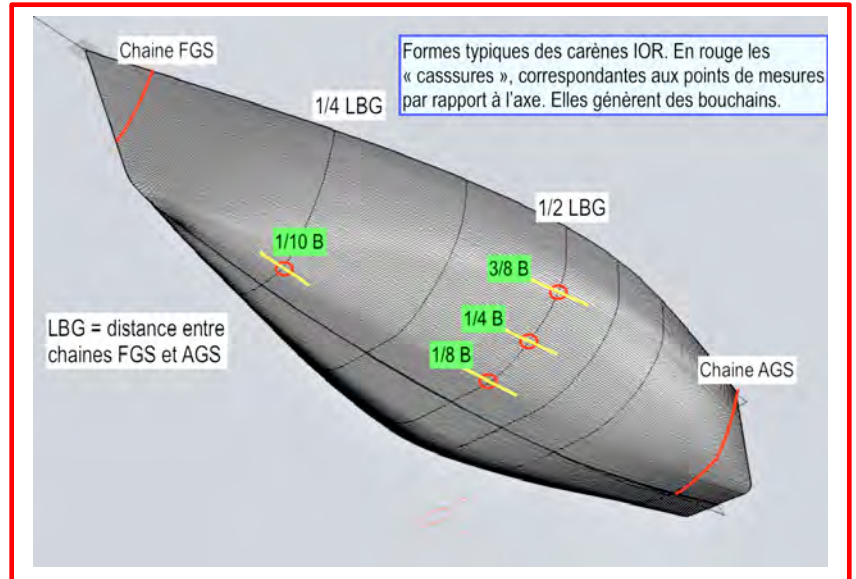 Chaine FGS
Formes typiques des carènes IOR. En rouge les
« casssures », correspondantes aux points de mesures
par rapport à l'axe. Elles génèrent des bouchains.
1/4 LBG
1/2 LBG
1/10 B
3/8 B
1/4 B
LBG = distance entre
chaines FGS et AGS
1/8 B
Chaine AGS